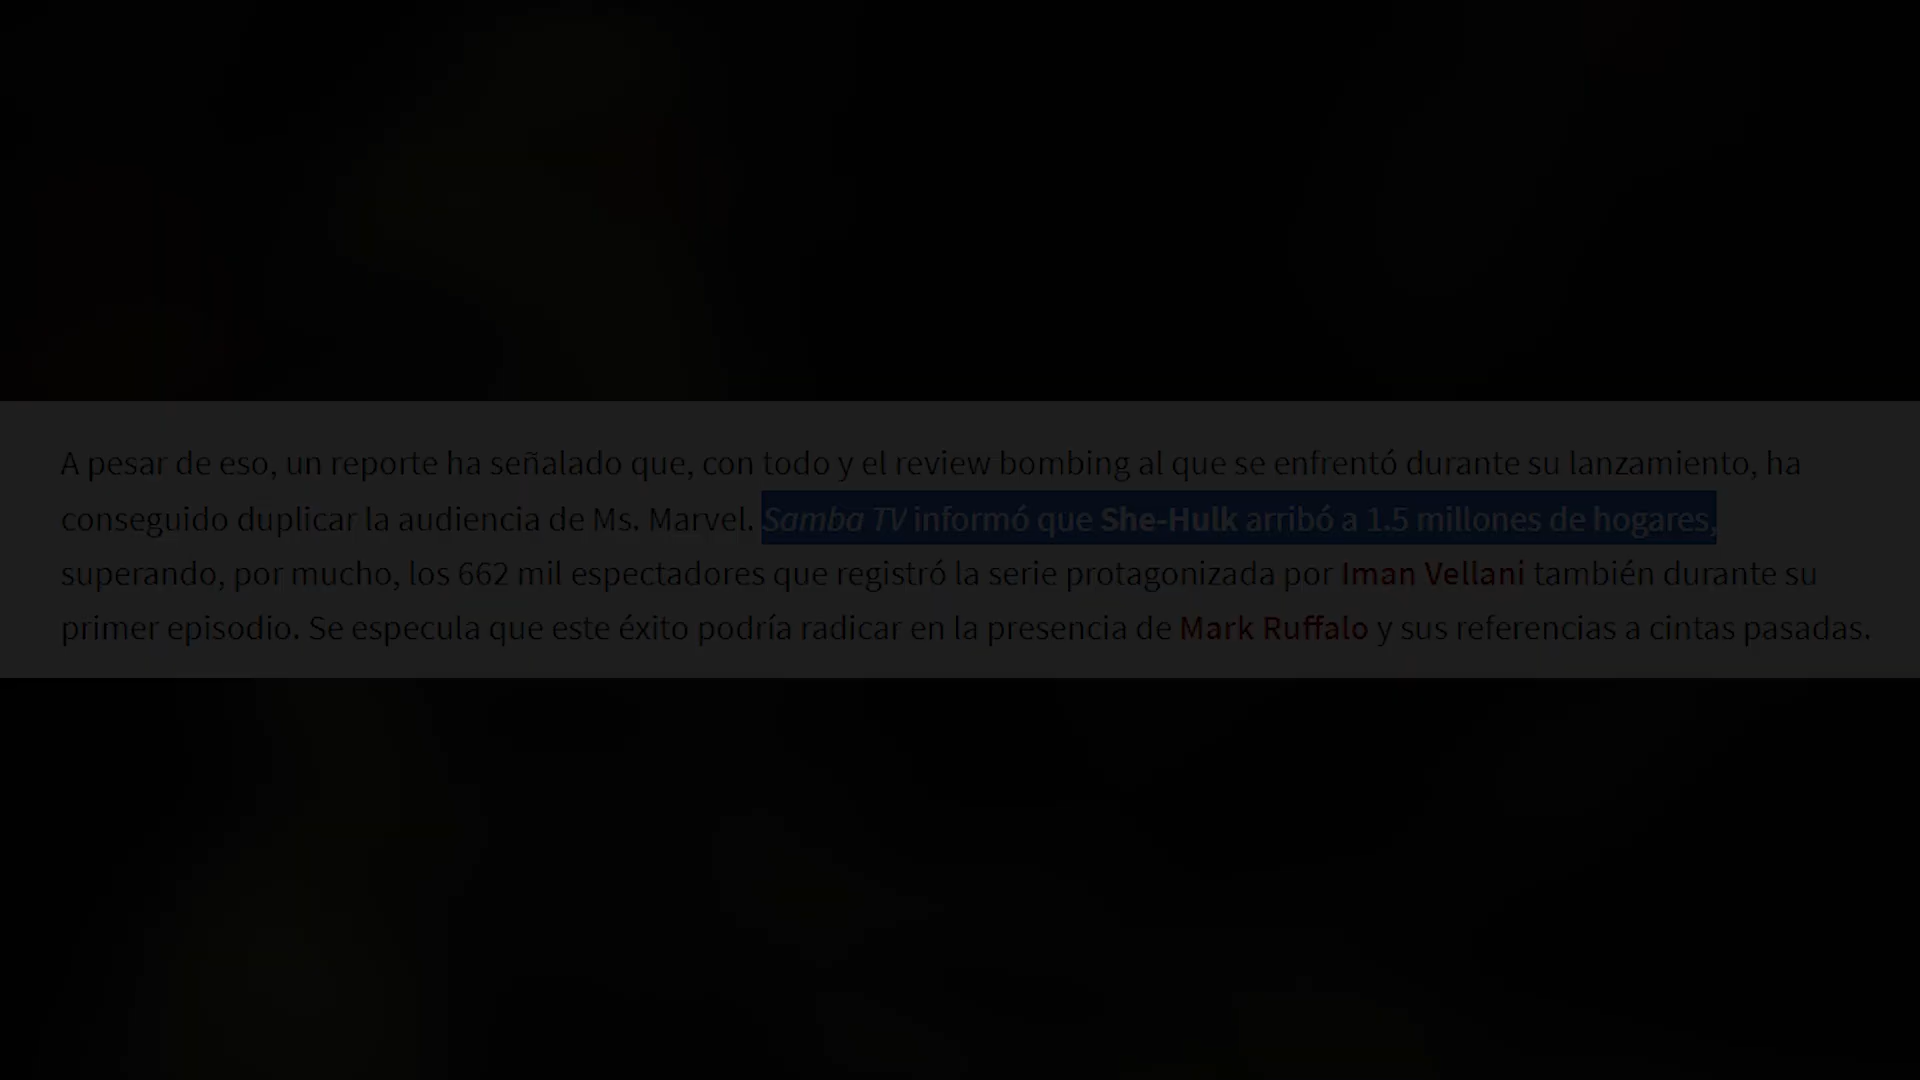 A pesar de eso, un reporte ha señalado que, con todo y el review bombing al que se enfrentó durante su lanzamiento, ha
conseguido duplicar la audiencia de Ms. Marvel. Samba TV informó que She-Hulk arribó a 1.5 millones de hogares,
superando, por mucho, los 662 mil espectadores que registró la serie protagonizada por Iman Vellani también durante su
primer episodio. Se especula que este éxito podría radicar en la presencia de Mark Ruffalo y sus referencias a cintas pasadas.